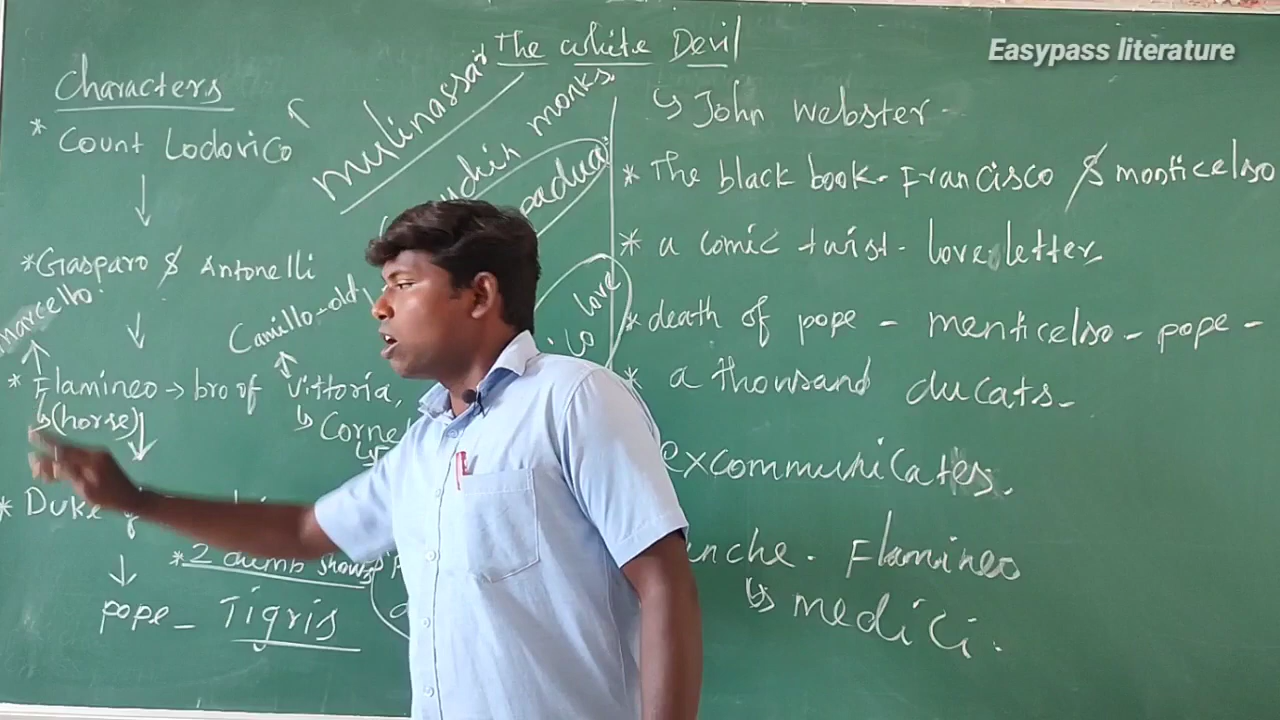 The white Devil
Easypass literature
John Webster -
characters
* Count Lodovico
mulinassar
monks.
padua.
* Gasparo & Antonelli
marcello.
Camillo - old
* Flamineo → bro of Vittoria,
(horse)
* Duke
* 2 dumb shows
pope - Tigris
love
* The black book - Francisco & monticelso
* a comic twist - love letter
* death of pope - menticelso - pope -
* a thousand ducats -
excommunicates.
Flamineo
medici.